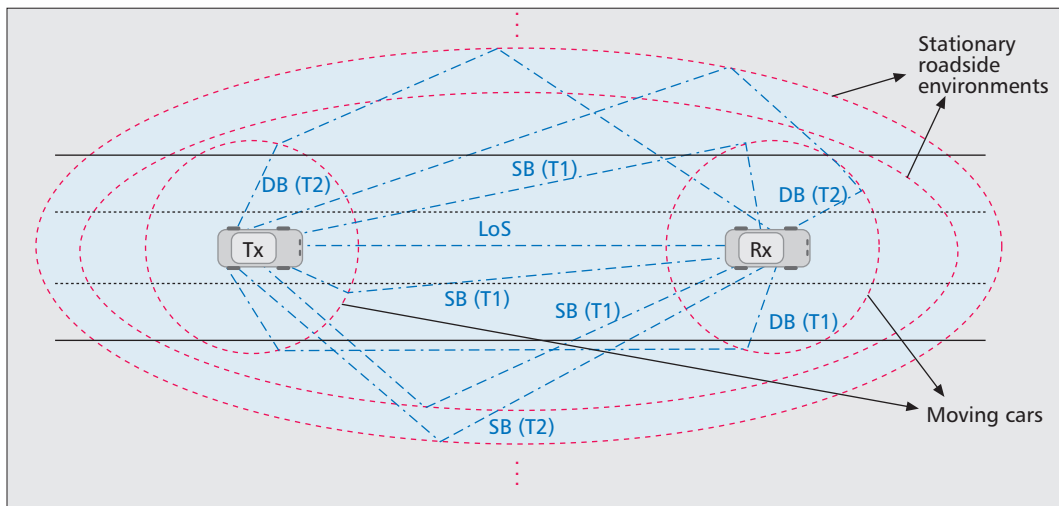 Stationary
roadside
environments
SB (T1)
DB (T2)
DB (T2)
LoS
Tx
Rx
SB (T1)
SB (T1)
DB (T1)
Moving cars
SB (T2)